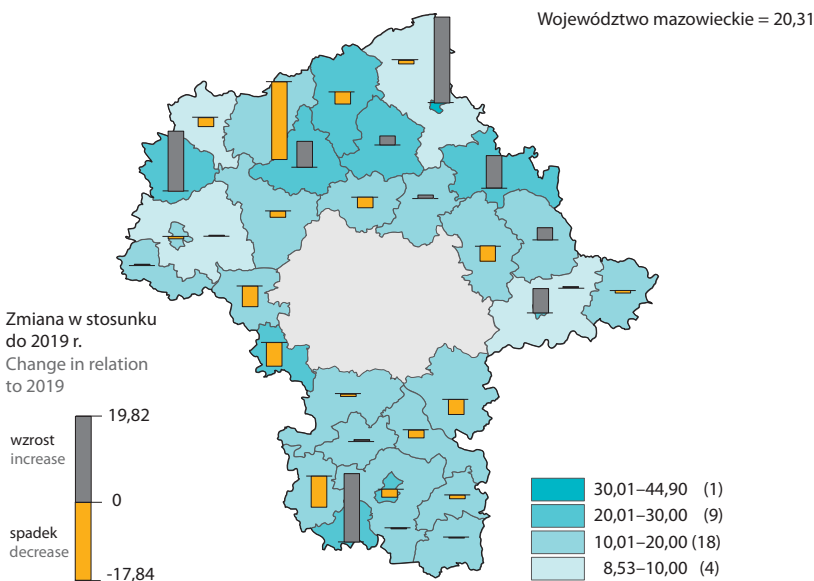 Województwo mazowieckie = 20,31
Zmiana w stosunku
do 2019 r.
Change in relation
to 2019
19,82
wzrost
increase
0
spadek
decrease
-17,84
30,01–44,90 (1)
20,01–30,00 (9)
10,01–20,00 (18)
8,53–10,00 (4)